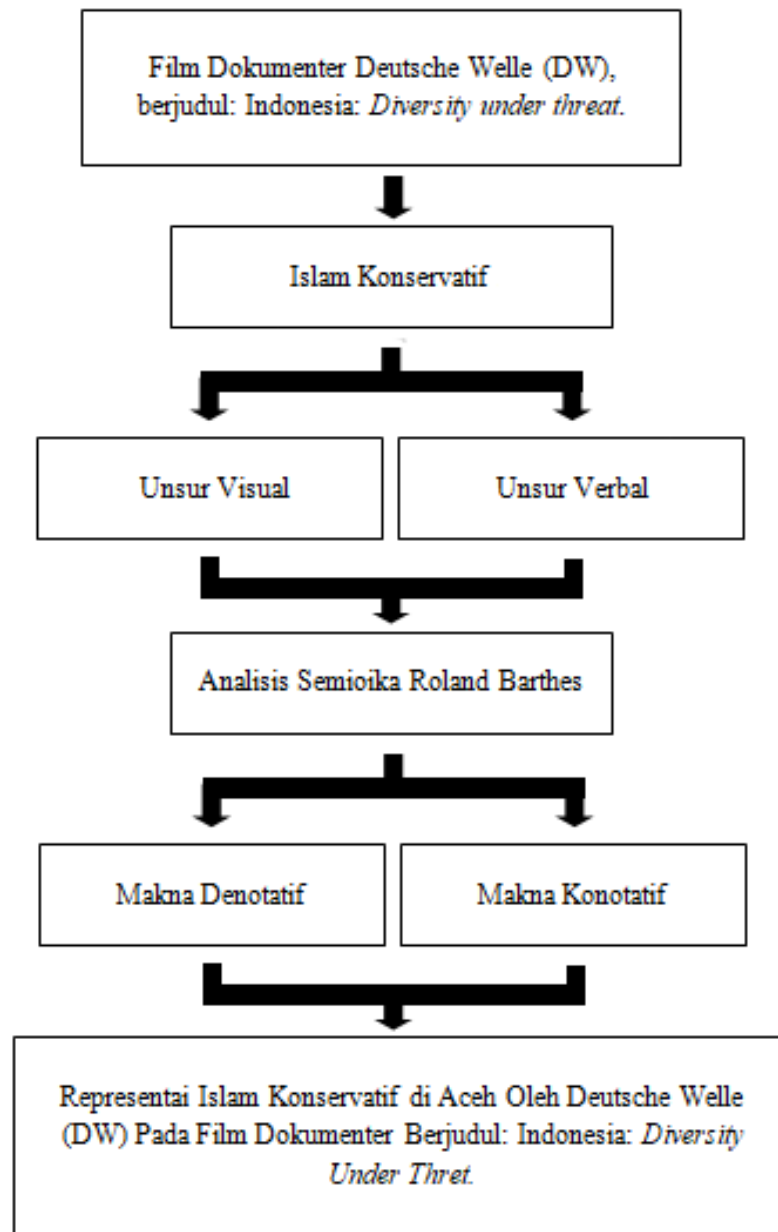 Film Dokumenter Deutsche Welle (DW),
berjudul: Indonesia: Diversity under threat.
Islam Konservatif
Unsur Visual
Unsur Verbal
Analisis Semioika Roland Barthes
Makna Denotatif
Makna Konotatif
Representai Islam Konservatif di Aceh Oleh Deutsche Welle
(DW) Pada Film Dokumenter Berjudul: Indonesia: Diversity
Under Thret.